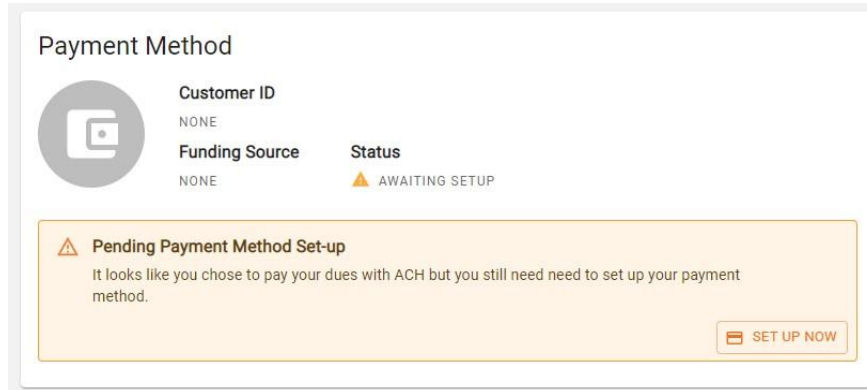 Payment Method
Customer ID
NONE
Funding Source
NONE
Status
AWAITING SETUP
Pending Payment Method Set-up
It looks like you chose to pay your dues with ACH but you still need need to set up your payment
method.
SET UP NOW